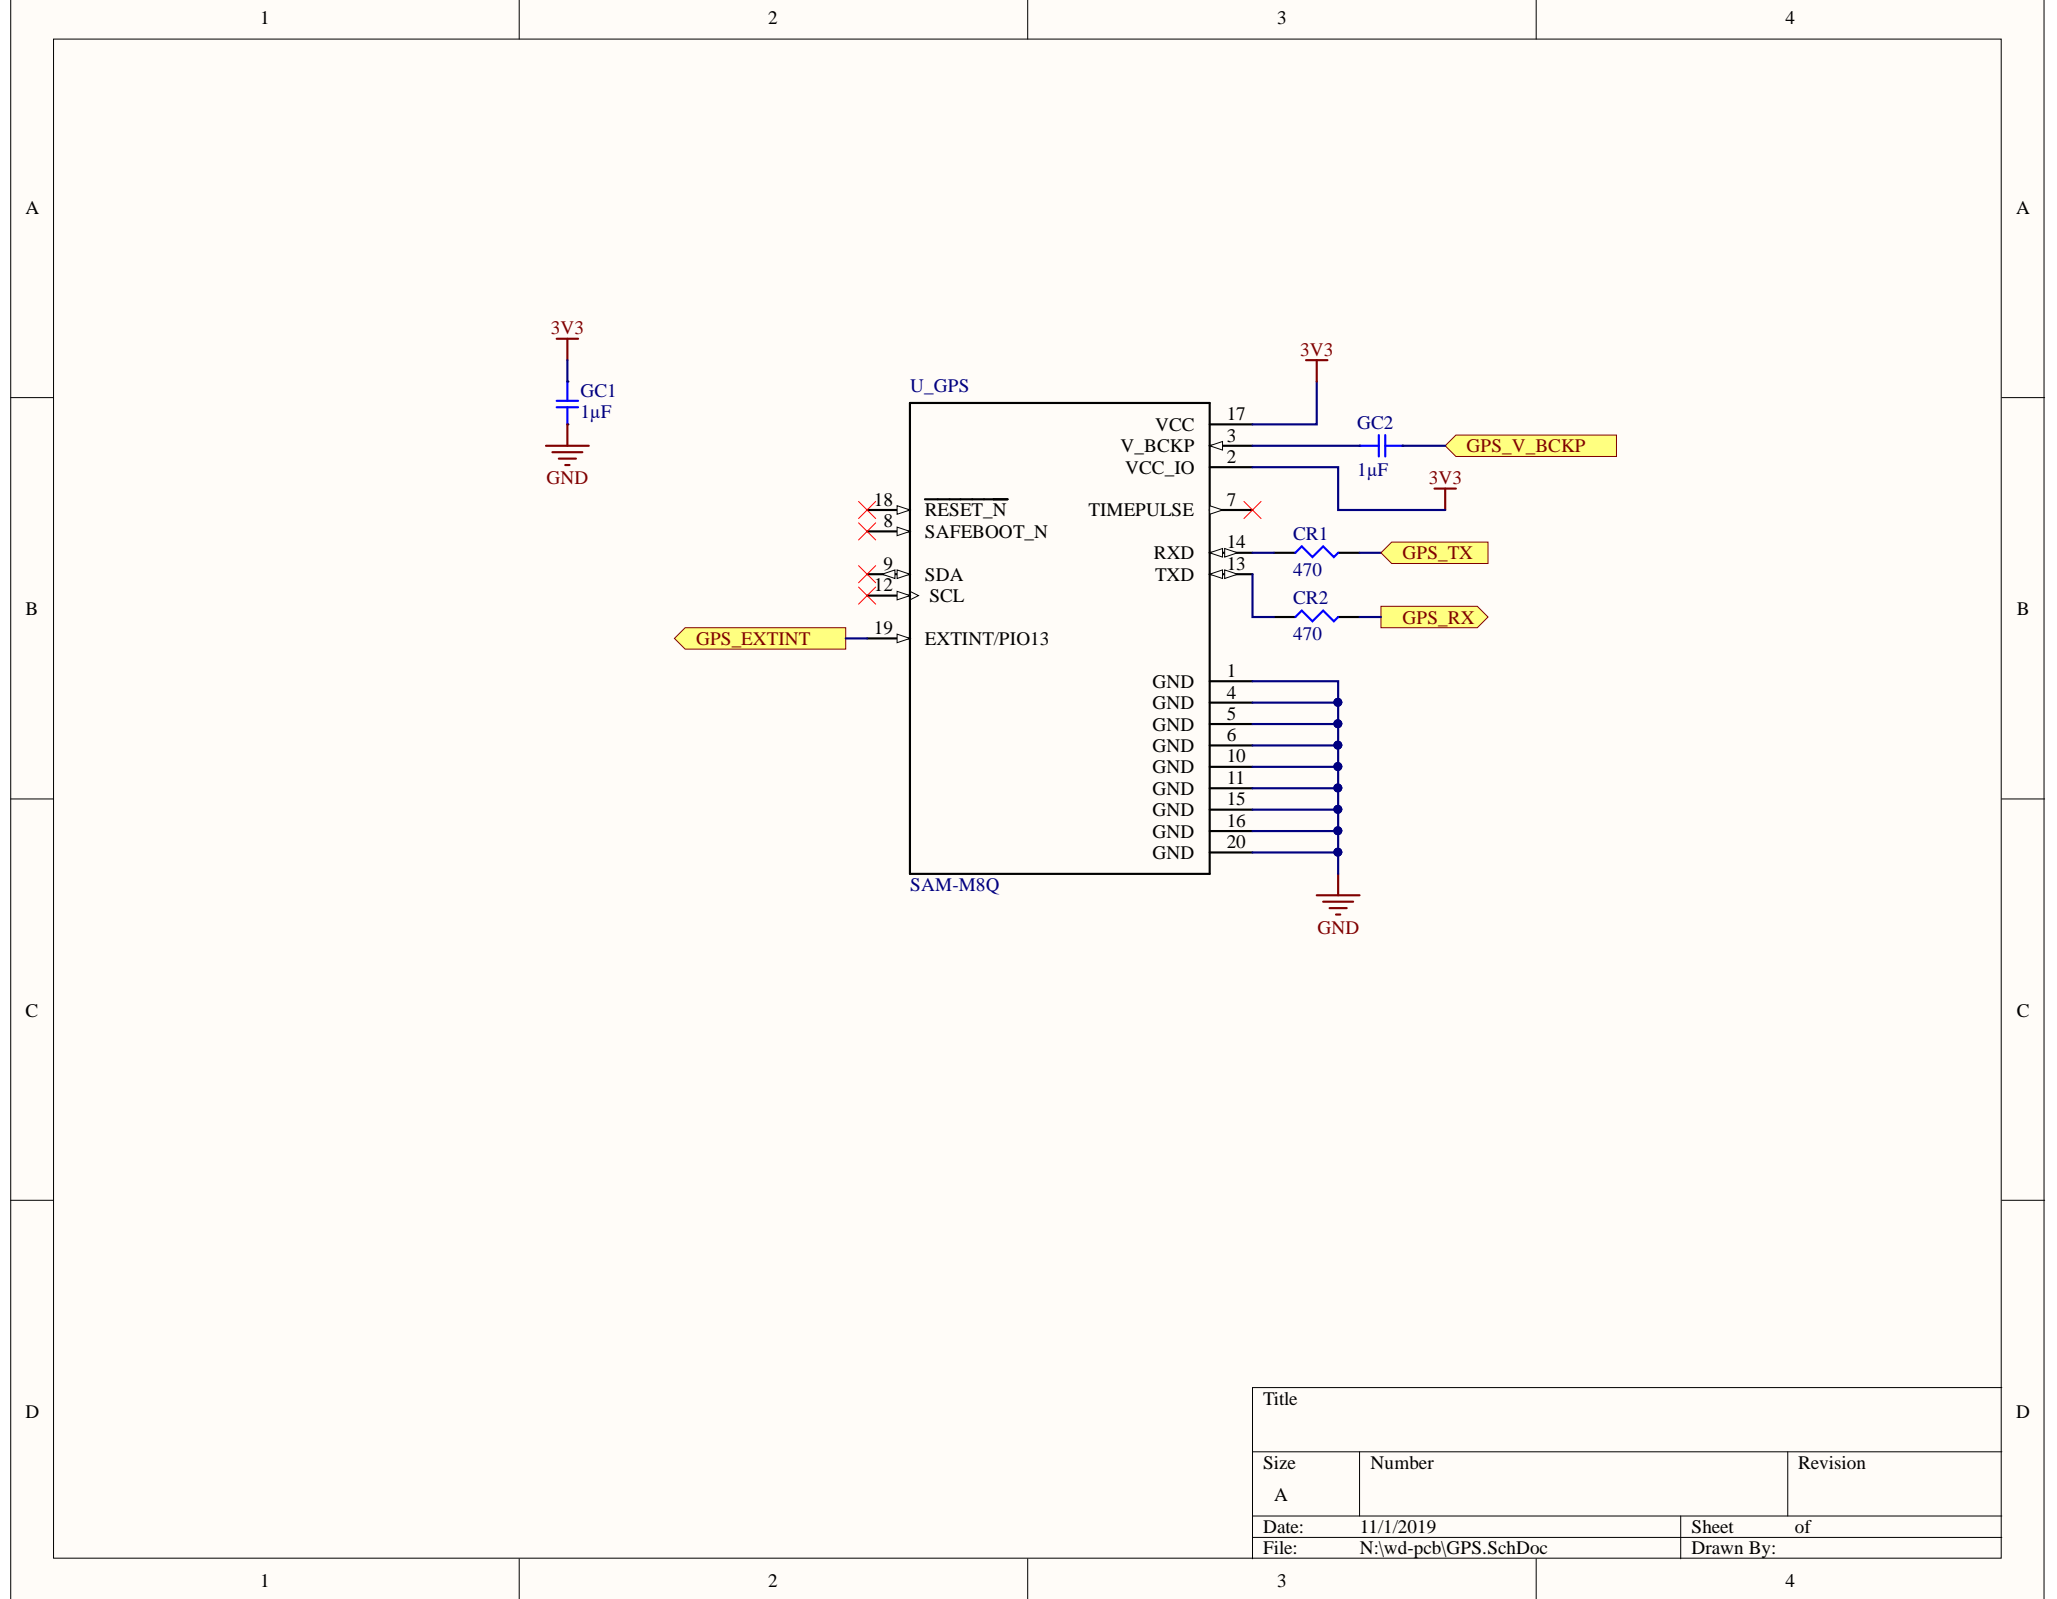 1 2 3 4
A A
3V3
GC1
1µF
GND
3V3
U_GPS
VCC 17
V_BCKP 3
VCC_IO 2
GC2
1µF
GPS_V_BCKP
3V3
18 RESET_N
8 SAFEBOOT_N
TIMEPULSE 7
9 SDA
12 SCL
RXD 14
TXD 13
CR1
470
GPS_TX
CR2
470
GPS_RX
GPS_EXTINT 19 EXTINT/PIO13
B B
GND 1
GND 4
GND 5
GND 6
GND 10
GND 11
GND 15
GND 16
GND 20
SAM-M8Q
GND
C C
D D
Title
Size
A
Number
Revision
Date: 11/1/2019
Sheet of
File: N:\wd-pcb\GPS.SchDoc
Drawn By:
1 2 3 4